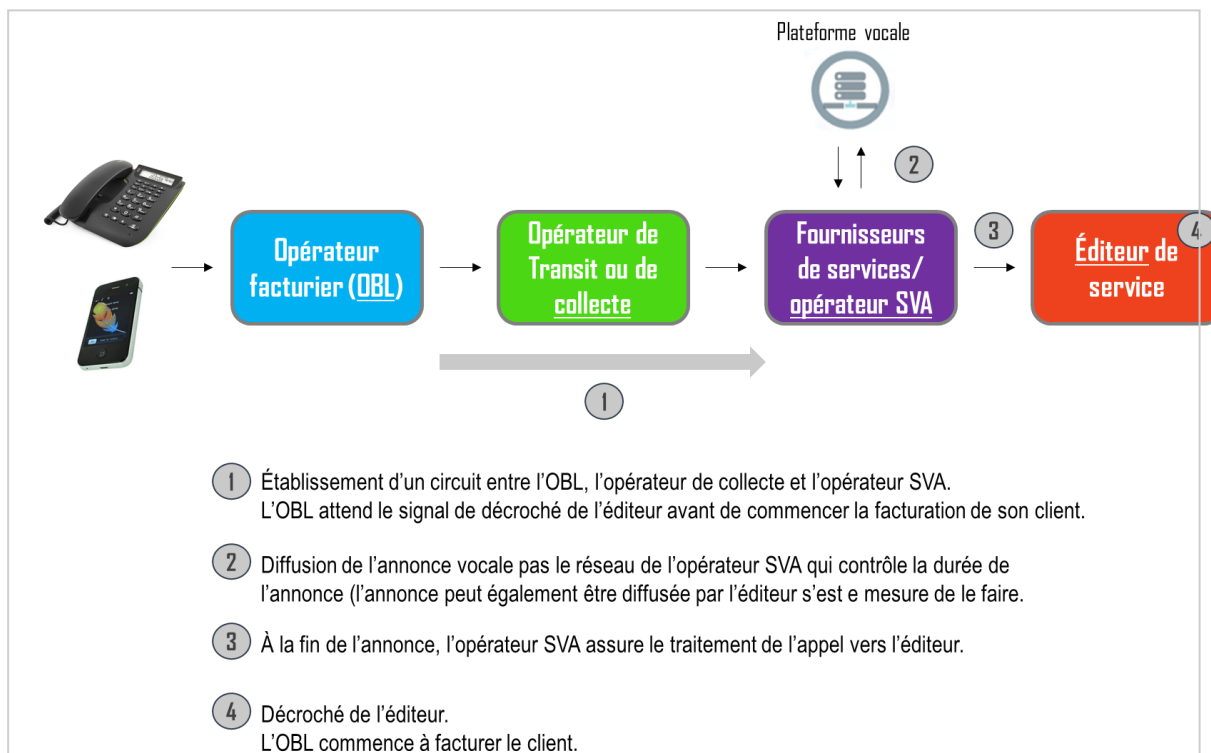 Plateforme vocale
2
Opérateur
facturier (OBL)
Opérateur de
Transit ou de
collecte
Fournisseurs
de services/
opérateur SVA
3
Éditeur de
service
4
1
1 Établissement d’un circuit entre l’OBL, l’opérateur de collecte et l’opérateur SVA.
L’OBL attend le signal de décroché de l’éditeur avant de commencer la facturation de son client.
2 Diffusion de l’annonce vocale pas le réseau de l’opérateur SVA qui contrôle la durée de
l’annonce (l’annonce peut également être diffusée par l’éditeur s’est e mesure de le faire.
3 À la fin de l’annonce, l’opérateur SVA assure le traitement de l’appel vers l’éditeur.
4 Décroché de l’éditeur.
L’OBL commence à facturer le client.